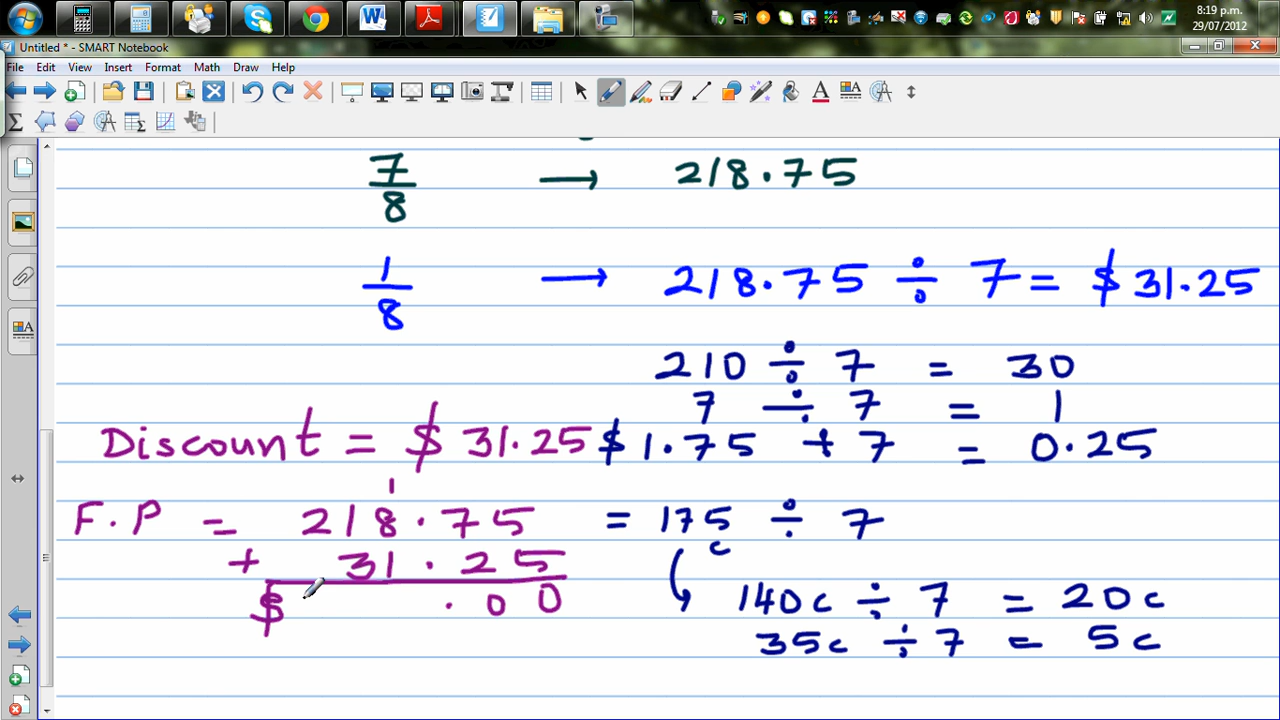 8:19 p.m.
29/07/2012
Untitled * - SMART Notebook
File Edit View Insert Format Math Draw Help
7/8 → 218.75
1/8 → 218.75 ÷ 7 = $31.25
210 ÷ 7 = 30
7 ÷ 7 = 1
Discount = $31.25 $1.75 ÷ 7 = 0.25
F.P = 218.75 = 175c ÷ 7
1
+ 31.25
$ .00
140c ÷ 7 = 20c
35c ÷ 7 = 5c